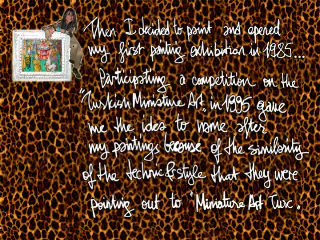 Then I decided to paint and opened
my first painting exhibition in 1985...
Participating a competition on the
"Turkish Miniature Art" in 1995 gave
me the idea to name after
my paintings because of the similarity
of the technic & style that they were
pointing out to "Miniature Art Turc.